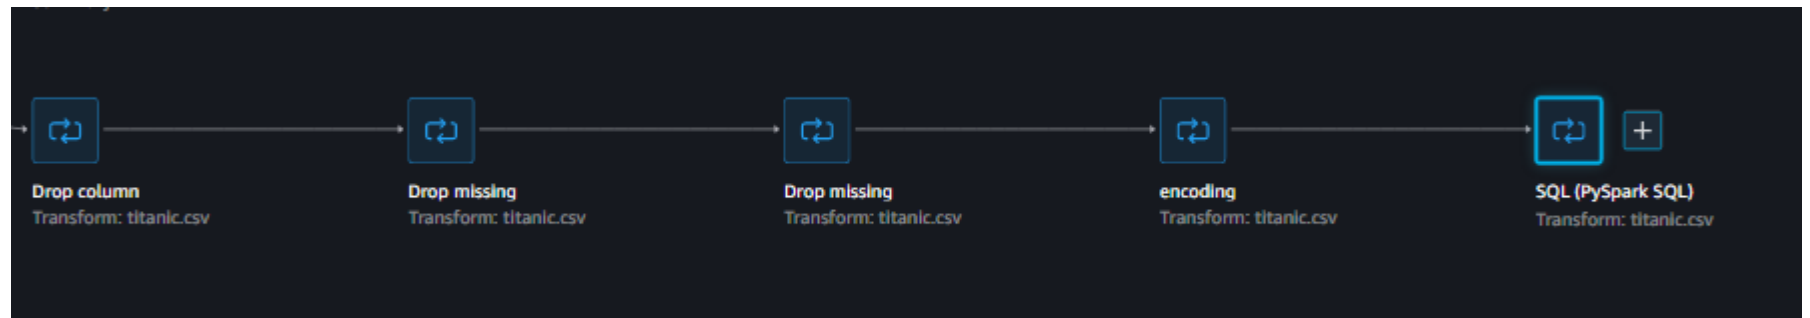 Drop column
Transform: titanic.csv
Drop missing
Transform: titanic.csv
Drop missing
Transform: titanic.csv
encoding
Transform: titanic.csv
SQL (PySpark SQL)
Transform: titanic.csv